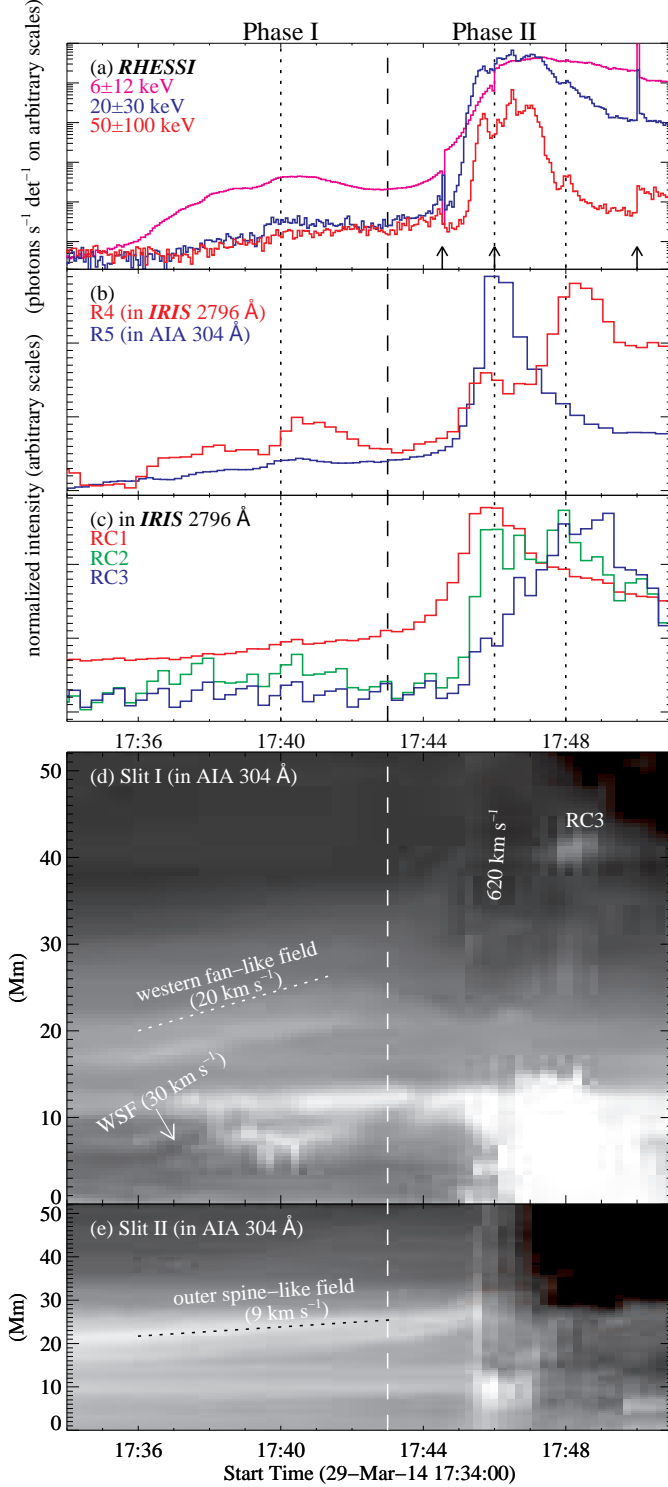 Phase I Phase II
(a) RHESSI
6±12 keV
20±30 keV
50±100 keV
(photons s−1 det−1 on arbitrary scales)
(b)
R4 (in IRIS 2796 Å)
R5 (in AIA 304 Å)
normalized intensity (arbitrary scales)
(c) in IRIS 2796 Å
RC1
RC2
RC3
17:36 17:40 17:44 17:48
(d) Slit I (in AIA 304 Å)
RC3
620 km s−1
western fan−like field
(20 km s−1)
WSF (30 km s−1)
50
40
30
20
10
0
(Mm)
(e) Slit II (in AIA 304 Å)
outer spine−like field
(9 km s−1)
50
40
30
20
10
0
(Mm)
17:36 17:40 17:44 17:48
Start Time (29−Mar−14 17:34:00)